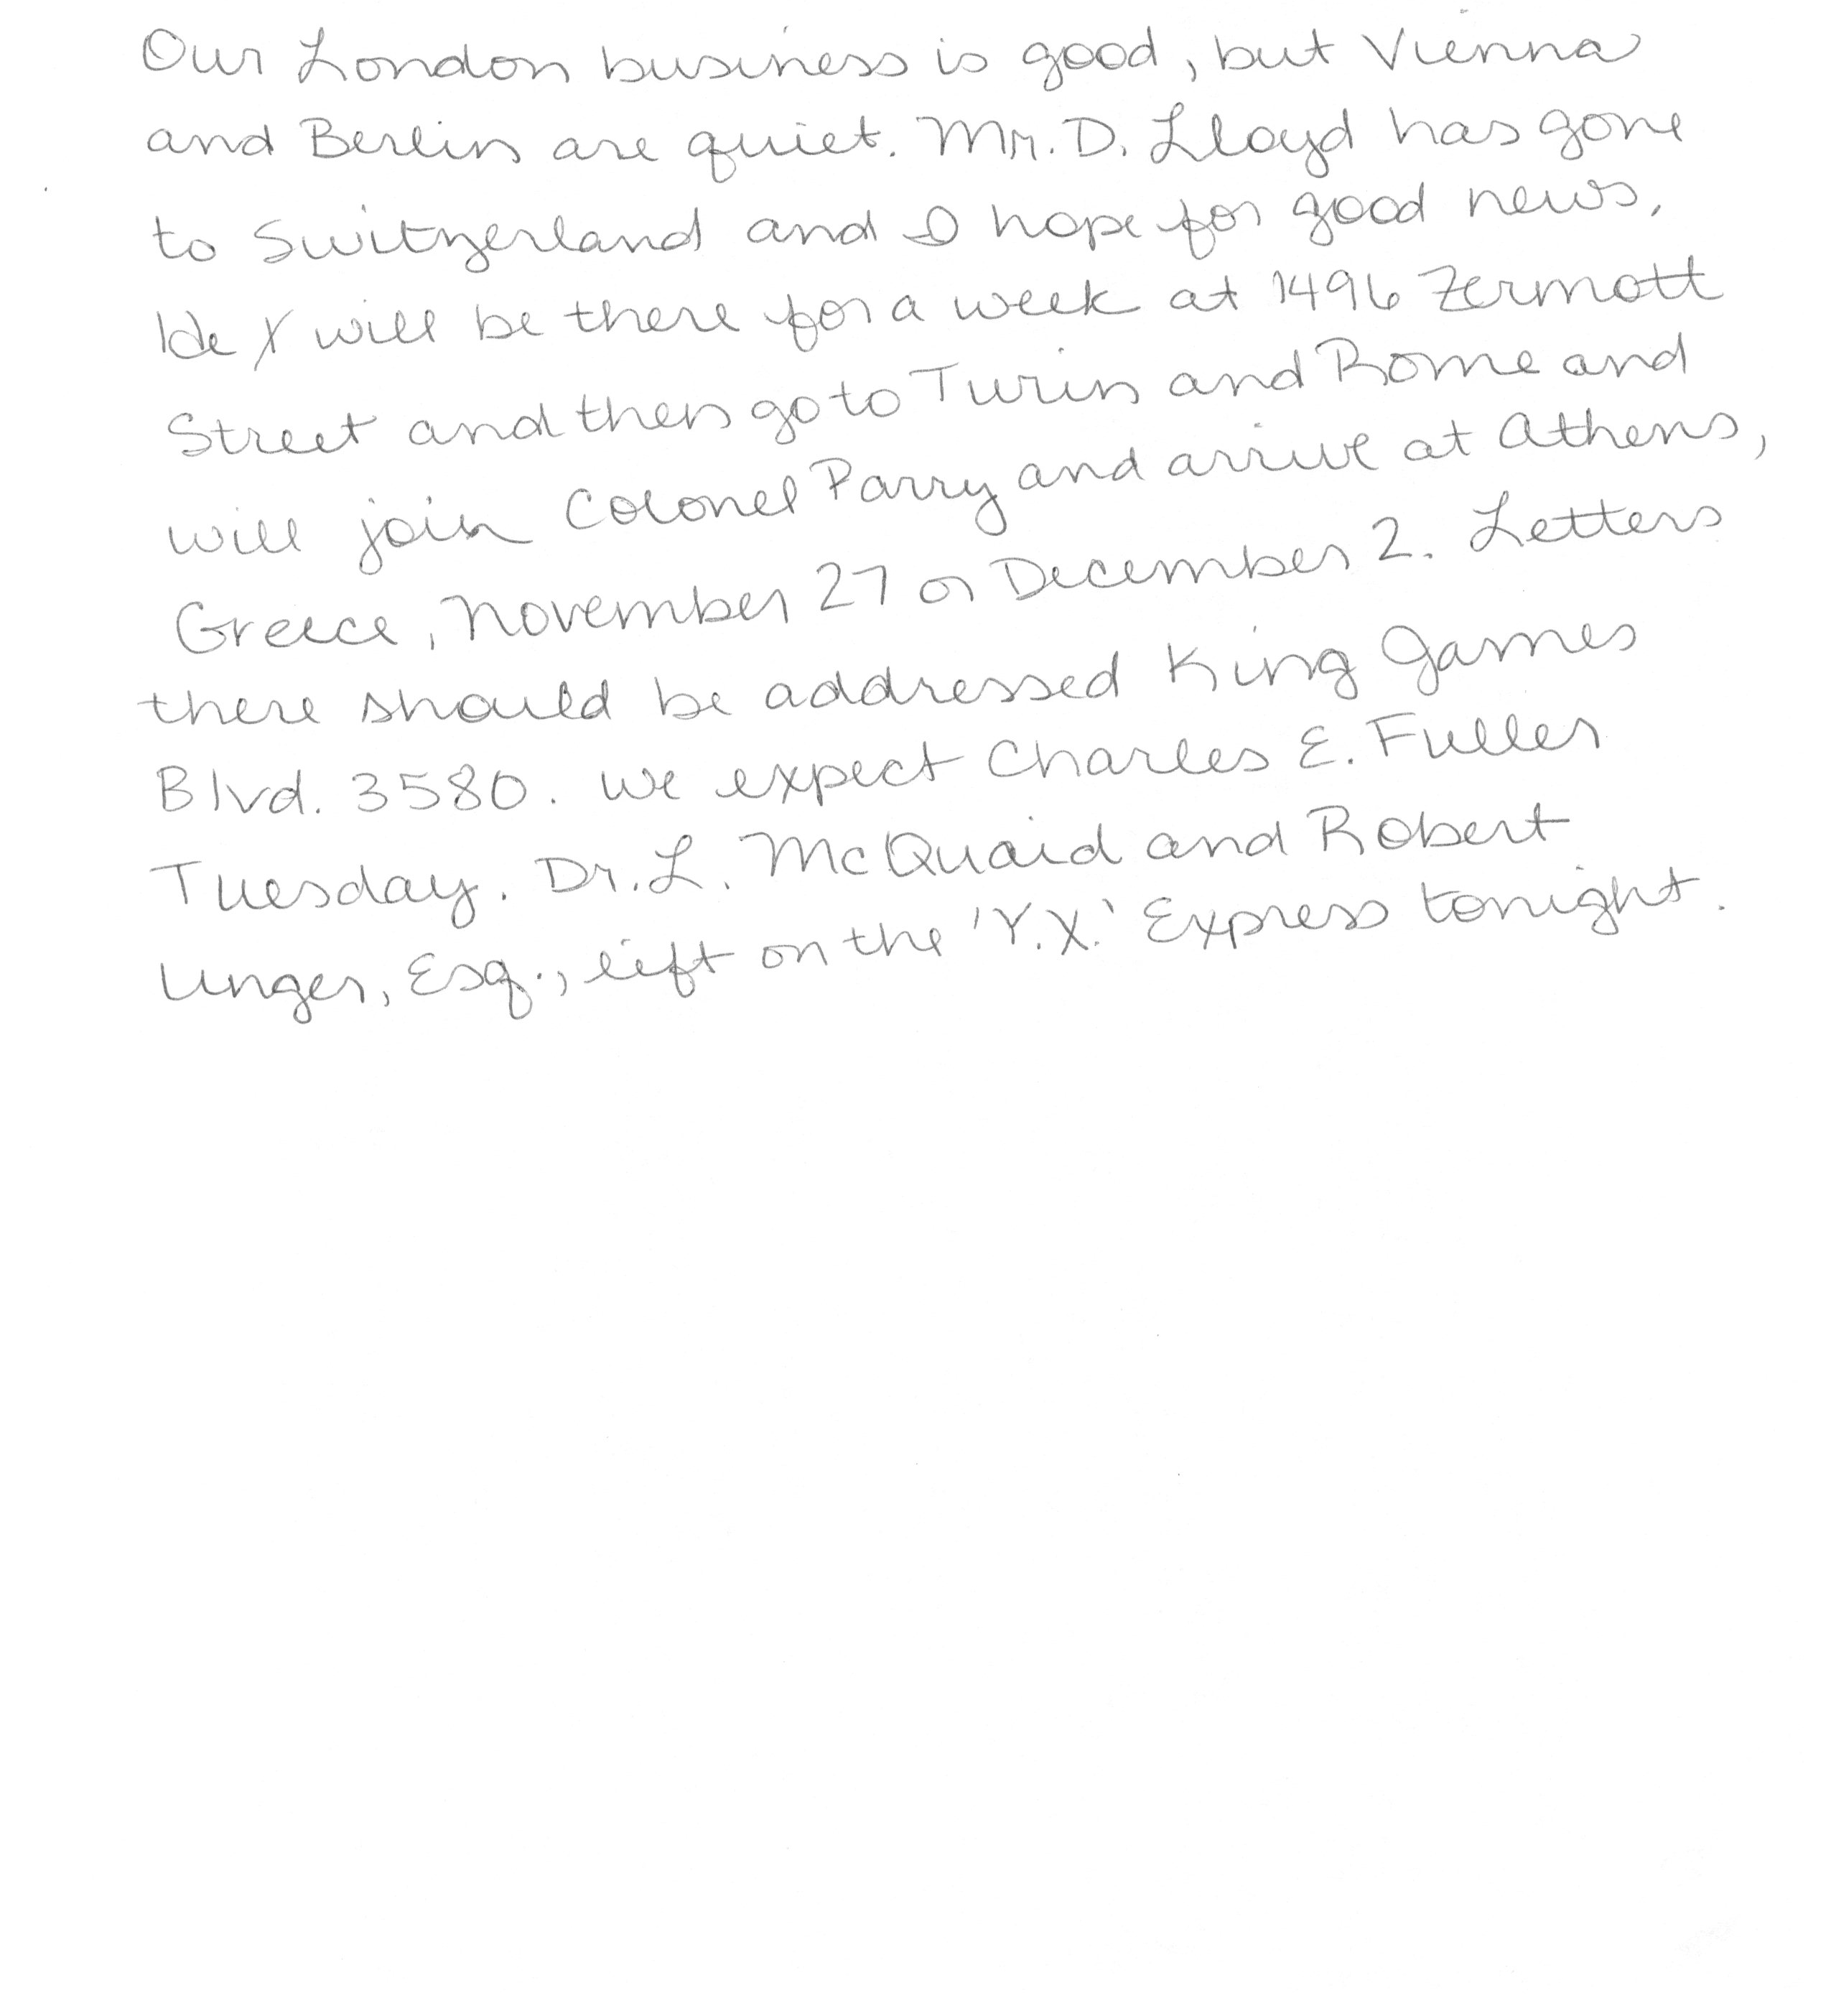 Our London business is good, but Vienna
and Berlin are quiet. Mr. D. Lloyd has gone
to Switzerland and I hope for good news.
He will be there for a week at 1496 Zermott
Street and then go to Turin and Rome and
will join Colonel Parry and arrive at Athens,
Greece, November 27 or December 2. Letters
there should be addressed King James
Blvd. 3580. We expect Charles E. Fuller
Tuesday. Dr. L. McQuaid and Robert
Unger, Esq., left on the 'Y.X.' Express tonight.